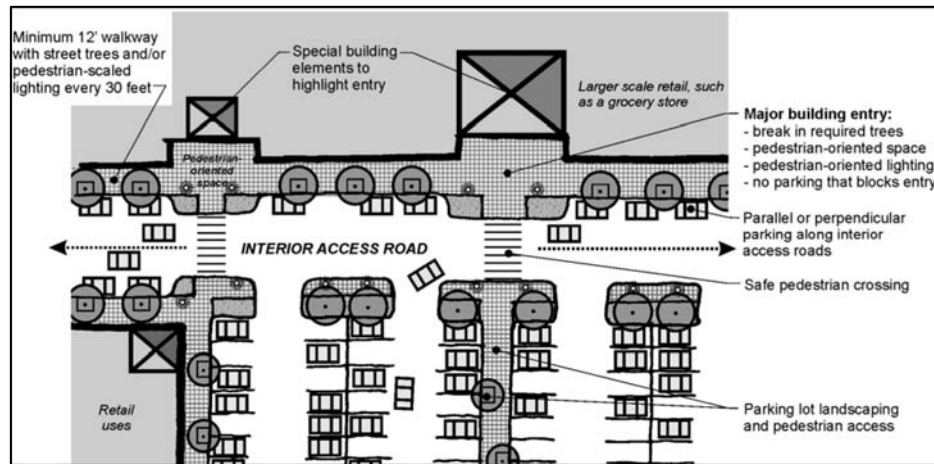 Minimum 12' walkway
with street trees and/or
pedestrian-scaled
lighting every 30 feet
Special building
elements to
highlight entry
Larger scale retail, such
as a grocery store
Major building entry:
- break in required trees
- pedestrian-oriented space
- pedestrian-oriented lighting
- no parking that blocks entry
Pedestrian-
oriented
space
Parallel or perpendicular
parking along interior
access roads
INTERIOR ACCESS ROAD
Safe pedestrian crossing
Retail
uses
Parking lot landscaping
and pedestrian access